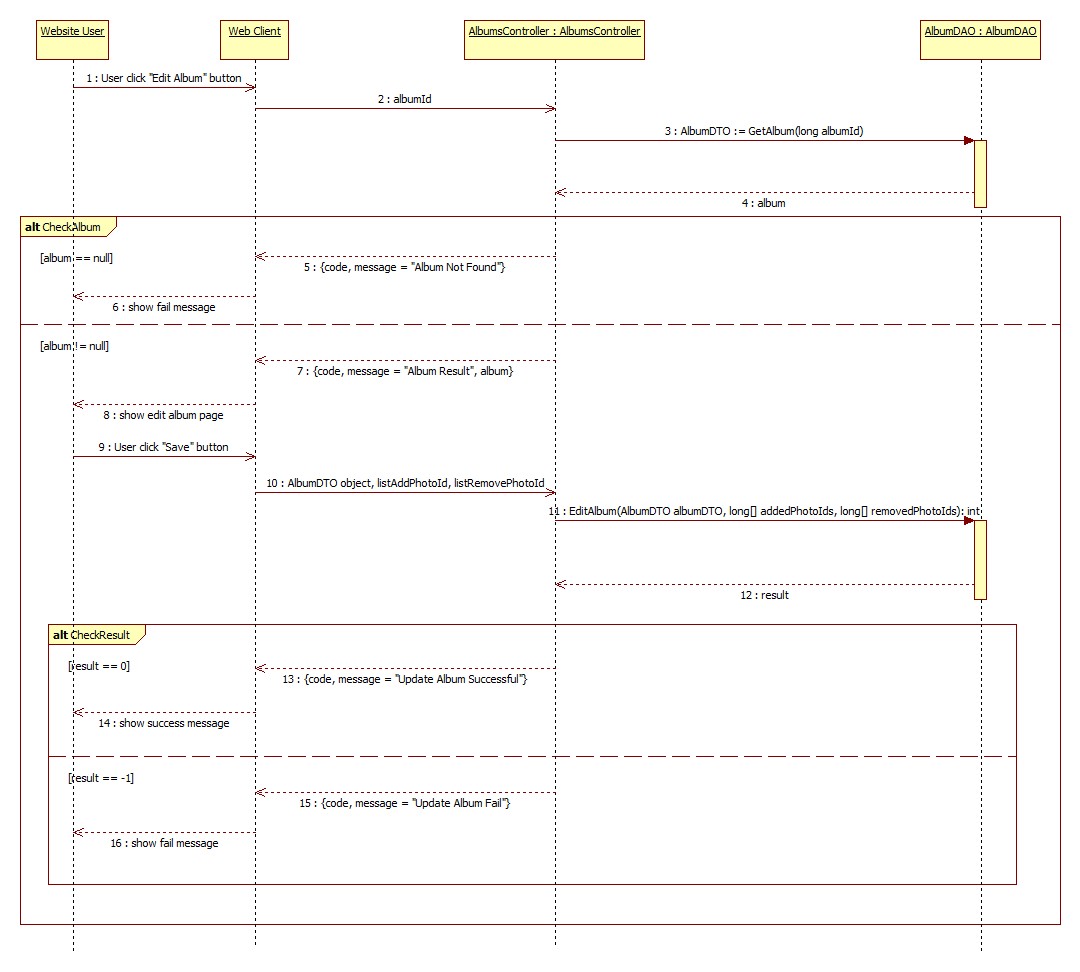 Website User
Web Client
AlbumsController : AlbumsController
AlbumDAO : AlbumDAO
1 : User click "Edit Album" button
2 : albumId
3 : AlbumDTO := GetAlbum(long albumId)
4 : album
alt CheckAlbum
[album == null]
5 : {code, message = "Album Not Found"}
6 : show fail message
[album != null]
7 : {code, message = "Album Result", album}
8 : show edit album page
9 : User click "Save" button
10 : AlbumDTO object, listAddPhotoId, listRemovePhotoId
11 : EditAlbum(AlbumDTO albumDTO, long[] addedPhotoIds, long[] removedPhotoIds): int
12 : result
alt CheckResult
[result == 0]
13 : {code, message = "Update Album Successful"}
14 : show success message
[result == -1]
15 : {code, message = "Update Album Fail"}
16 : show fail message